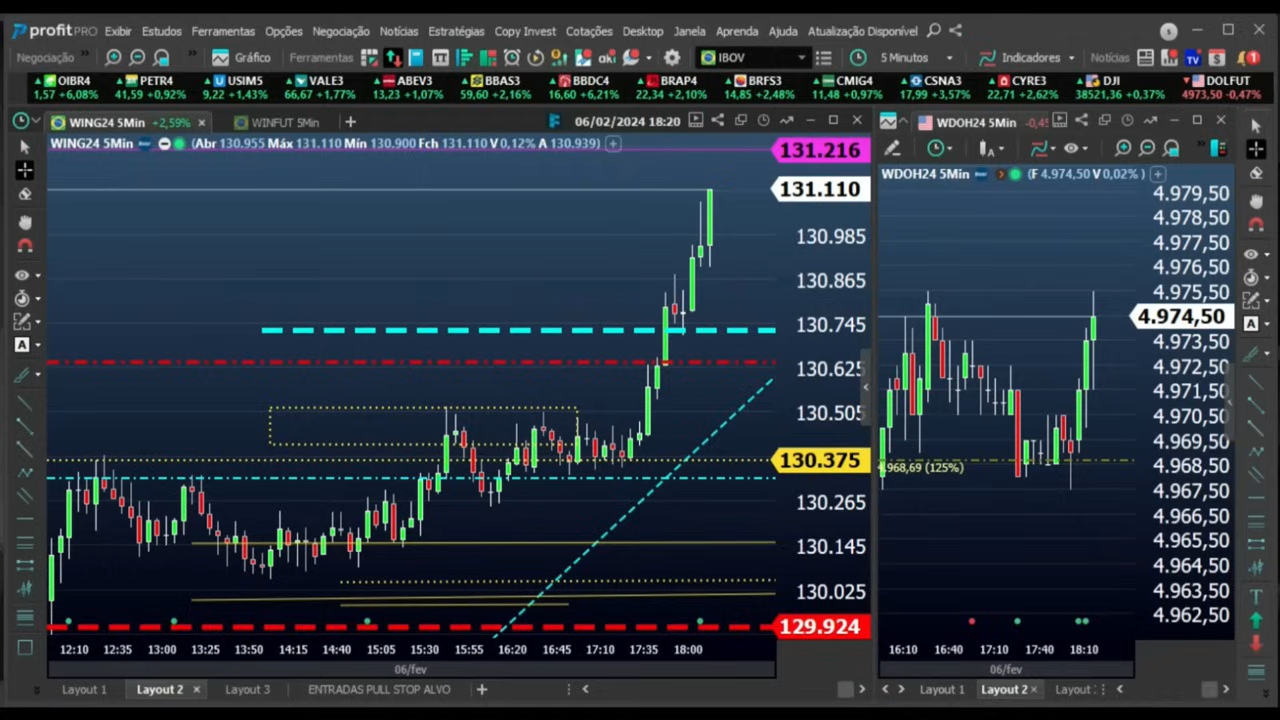 profit PRO Exibir Estudos Ferramentas Opções Negociação Notícias Estratégias Copy Invest Cotações Desktop Janela Aprenda Ajuda Atualização Disponível
Negociação Gráfico Ferramentas IBOV 5 Minutos Indicadores Notícias
OIBR4 PETR4 USIM5 VALE3 ABEV3 BBAS3 BBDC4 BRAP4 BRFS3 CMIG4 CSNA3 CYRE3 DJI DOLFUT
1,57 +6,08% 41,59 +0,92% 9,22 +1,43% 66,67 +1,77% 13,23 +1,07% 59,60 +2,16% 16,60 +6,21% 22,34 +2,10% 14,85 +2,48% 11,48 +0,97% 17,99 +3,57% 22,71 +2,62% 38521,36 +0,37% 4973,50 -0,47%
WING24 5Min +2,59% WINFUT 5Min 06/02/2024 18:20
WING24 5Min (Abr 130.955 Máx 131.110 Min 130.900 Fch 131.110 V 0,12% A 130.939)
131.216
131.110
130.985
130.865
130.745
130.625
130.505
130.375
130.265
130.145
130.025
129.924
12:10 12:35 13:00 13:25 13:50 14:15 14:40 15:05 15:30 15:55 16:20 16:45 17:10 17:35 18:00
06/fev
Layout 1 Layout 2 Layout 3 ENTRADAS PULL STOP ALVO
WDOH24 5Min -0,45
WDOH24 5Min (F 4.974,50 V 0,02% )
4.979,50
4.978,50
4.977,50
4.976,50
4.975,50
4.974,50
4.973,50
4.972,50
4.971,50
4.970,50
4.969,50
4.968,50
4.968,69 (125%)
4.967,50
4.966,50
4.965,50
4.964,50
4.963,50
4.962,50
16:10 16:40 17:10 17:40 18:10
06/fev
Layout 1 Layout 2 Layout